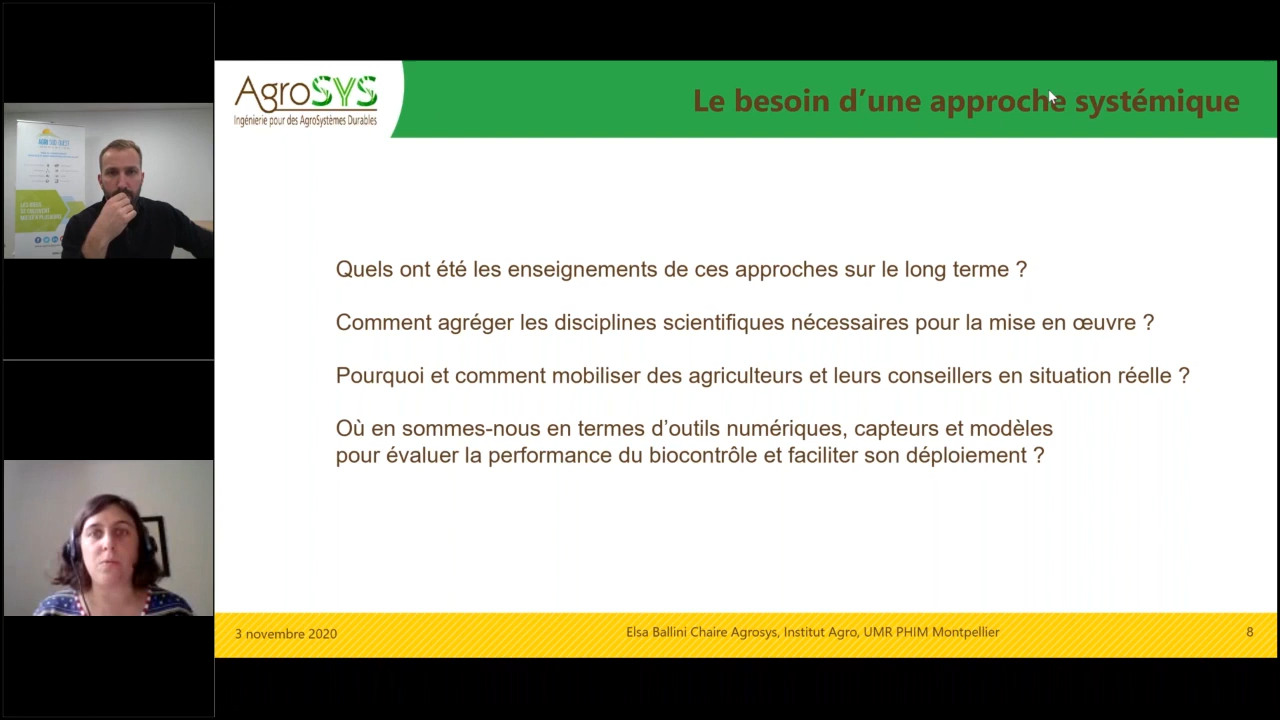 AgroSYS
Ingénierie pour des AgroSystèmes Durables
Le besoin d’une approche systémique
AGRI SUD OUEST
Quels ont été les enseignements de ces approches sur le long terme ?
Comment agréger les disciplines scientifiques nécessaires pour la mise en œuvre ?
Pourquoi et comment mobiliser des agriculteurs et leurs conseillers en situation réelle ?
Où en sommes-nous en termes d’outils numériques, capteurs et modèles
pour évaluer la performance du biocontrôle et faciliter son déploiement ?
3 novembre 2020
Elsa Ballini Chaire Agrosys, Institut Agro, UMR PHIM Montpellier
8